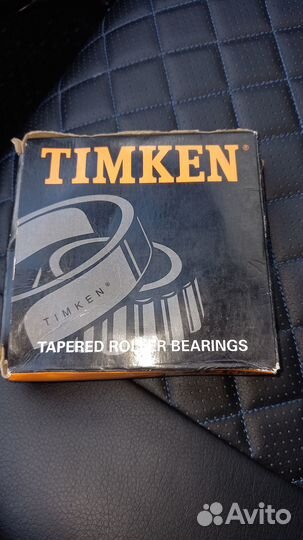 TIMKEN®
TIMKEN®
TAPERED ROLLER BEARINGS
Avito